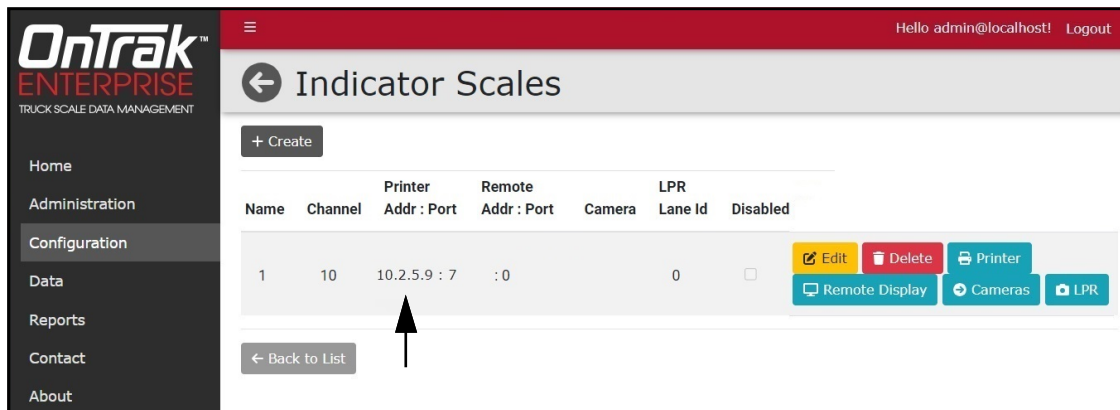 OnTrak™
ENTERPRISE
TRUCK SCALE DATA MANAGEMENT
Home
Administration
Configuration
Data
Reports
Contact
About
Hello admin@localhost! Logout
Indicator Scales
+ Create
Name Channel Printer Addr : Port Remote Addr : Port Camera LPR Lane Id Disabled
1 10 10.2.5.9 : 7 : 0 0
Edit Delete Printer
Remote Display Cameras LPR
← Back to List